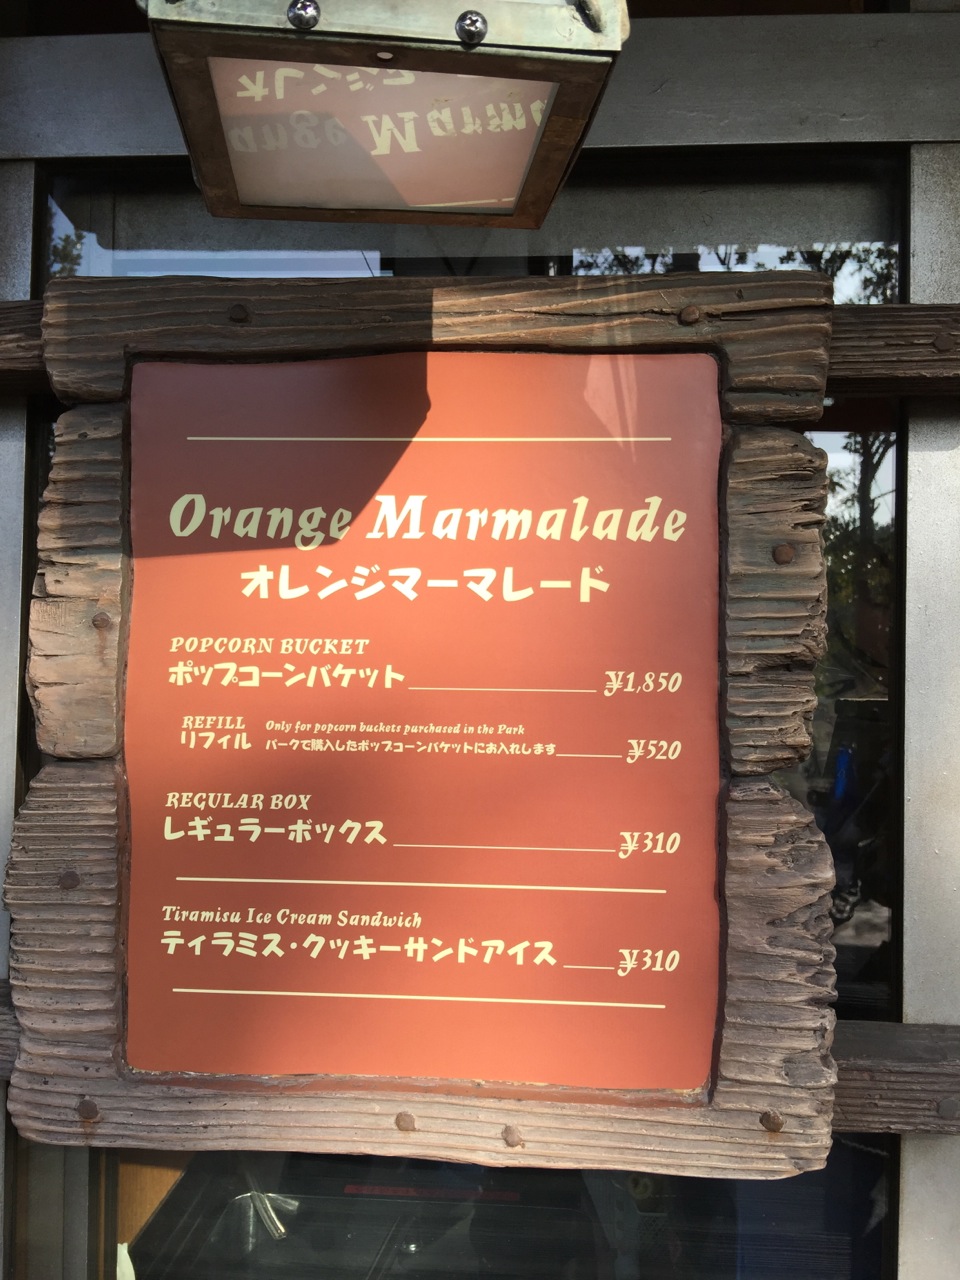 Orange Marmalade
オレンジマーマレード
POPCORN BUCKET
ポップコーンバケット ¥1,850
REFILL Only for popcorn buckets purchased in the Park
リフィル パークで購入したポップコーンバケットにお入れします ¥520
REGULAR BOX
レギュラーボックス ¥310
Tiramisu Ice Cream Sandwich
ティラミス・クッキーサンドアイス ¥310